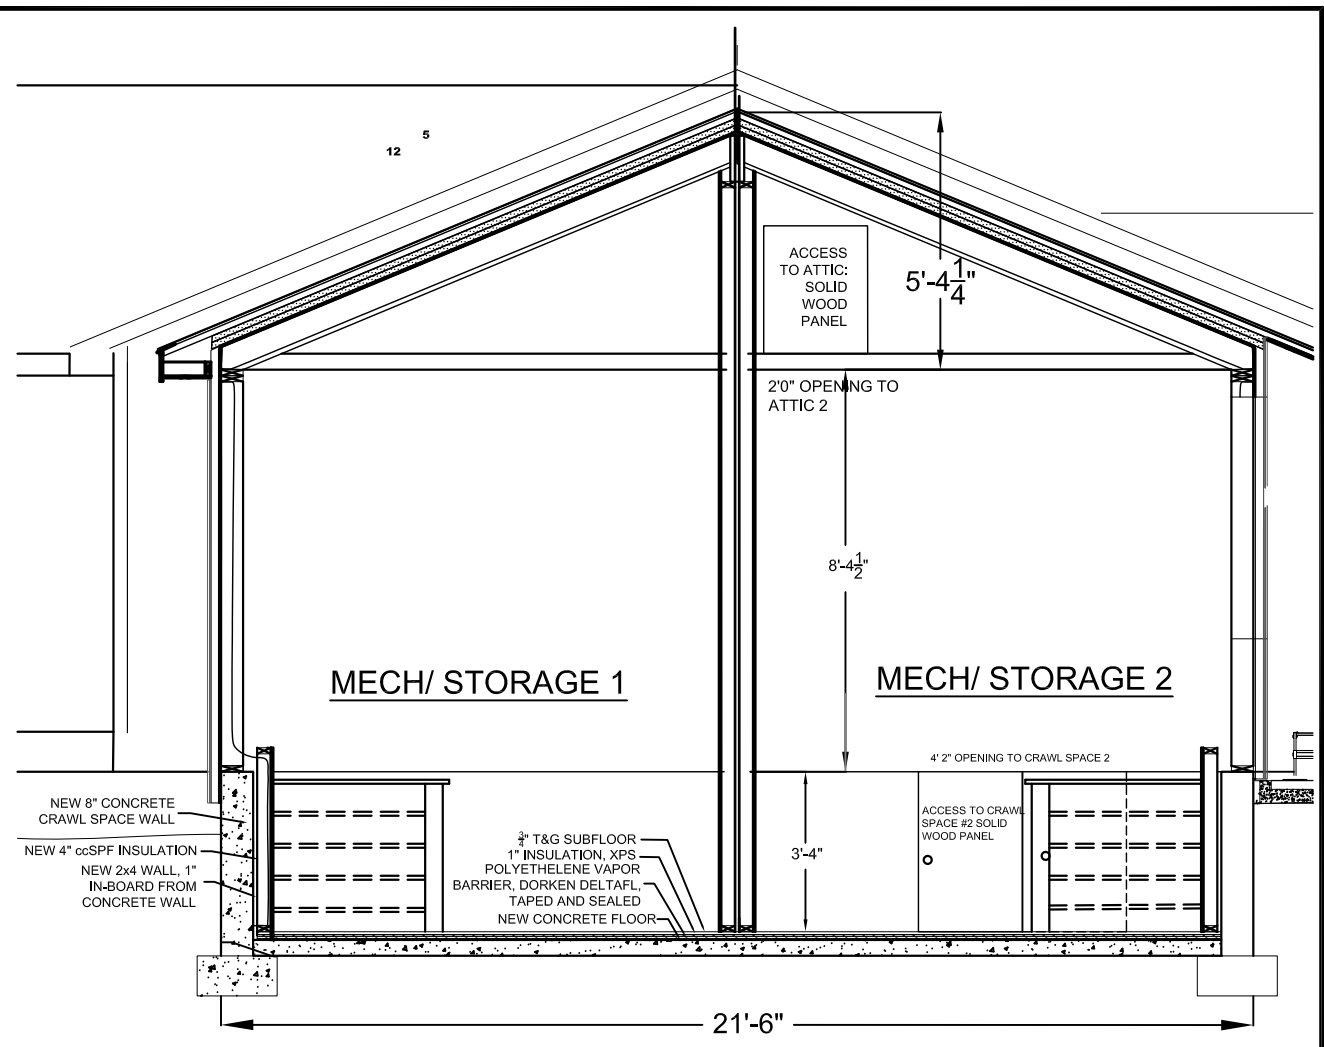 5
12
ACCESS
TO ATTIC:
SOLID
WOOD
PANEL
5'-4 1/4"
2'0" OPENING TO
ATTIC 2
8'-4 1/2"
MECH/ STORAGE 1
MECH/ STORAGE 2
4' 2" OPENING TO CRAWL SPACE 2
NEW 8" CONCRETE
CRAWL SPACE WALL
NEW 4" ccSPF INSULATION
NEW 2x4 WALL, 1"
IN-BOARD FROM
CONCRETE WALL
3/4" T&G SUBFLOOR
1" INSULATION, XPS
POLYETHELENE VAPOR
BARRIER, DORKEN DELTAFL,
TAPED AND SEALED
NEW CONCRETE FLOOR
3'-4"
ACCESS TO CRAWL
SPACE #2 SOLID
WOOD PANEL
21'-6"